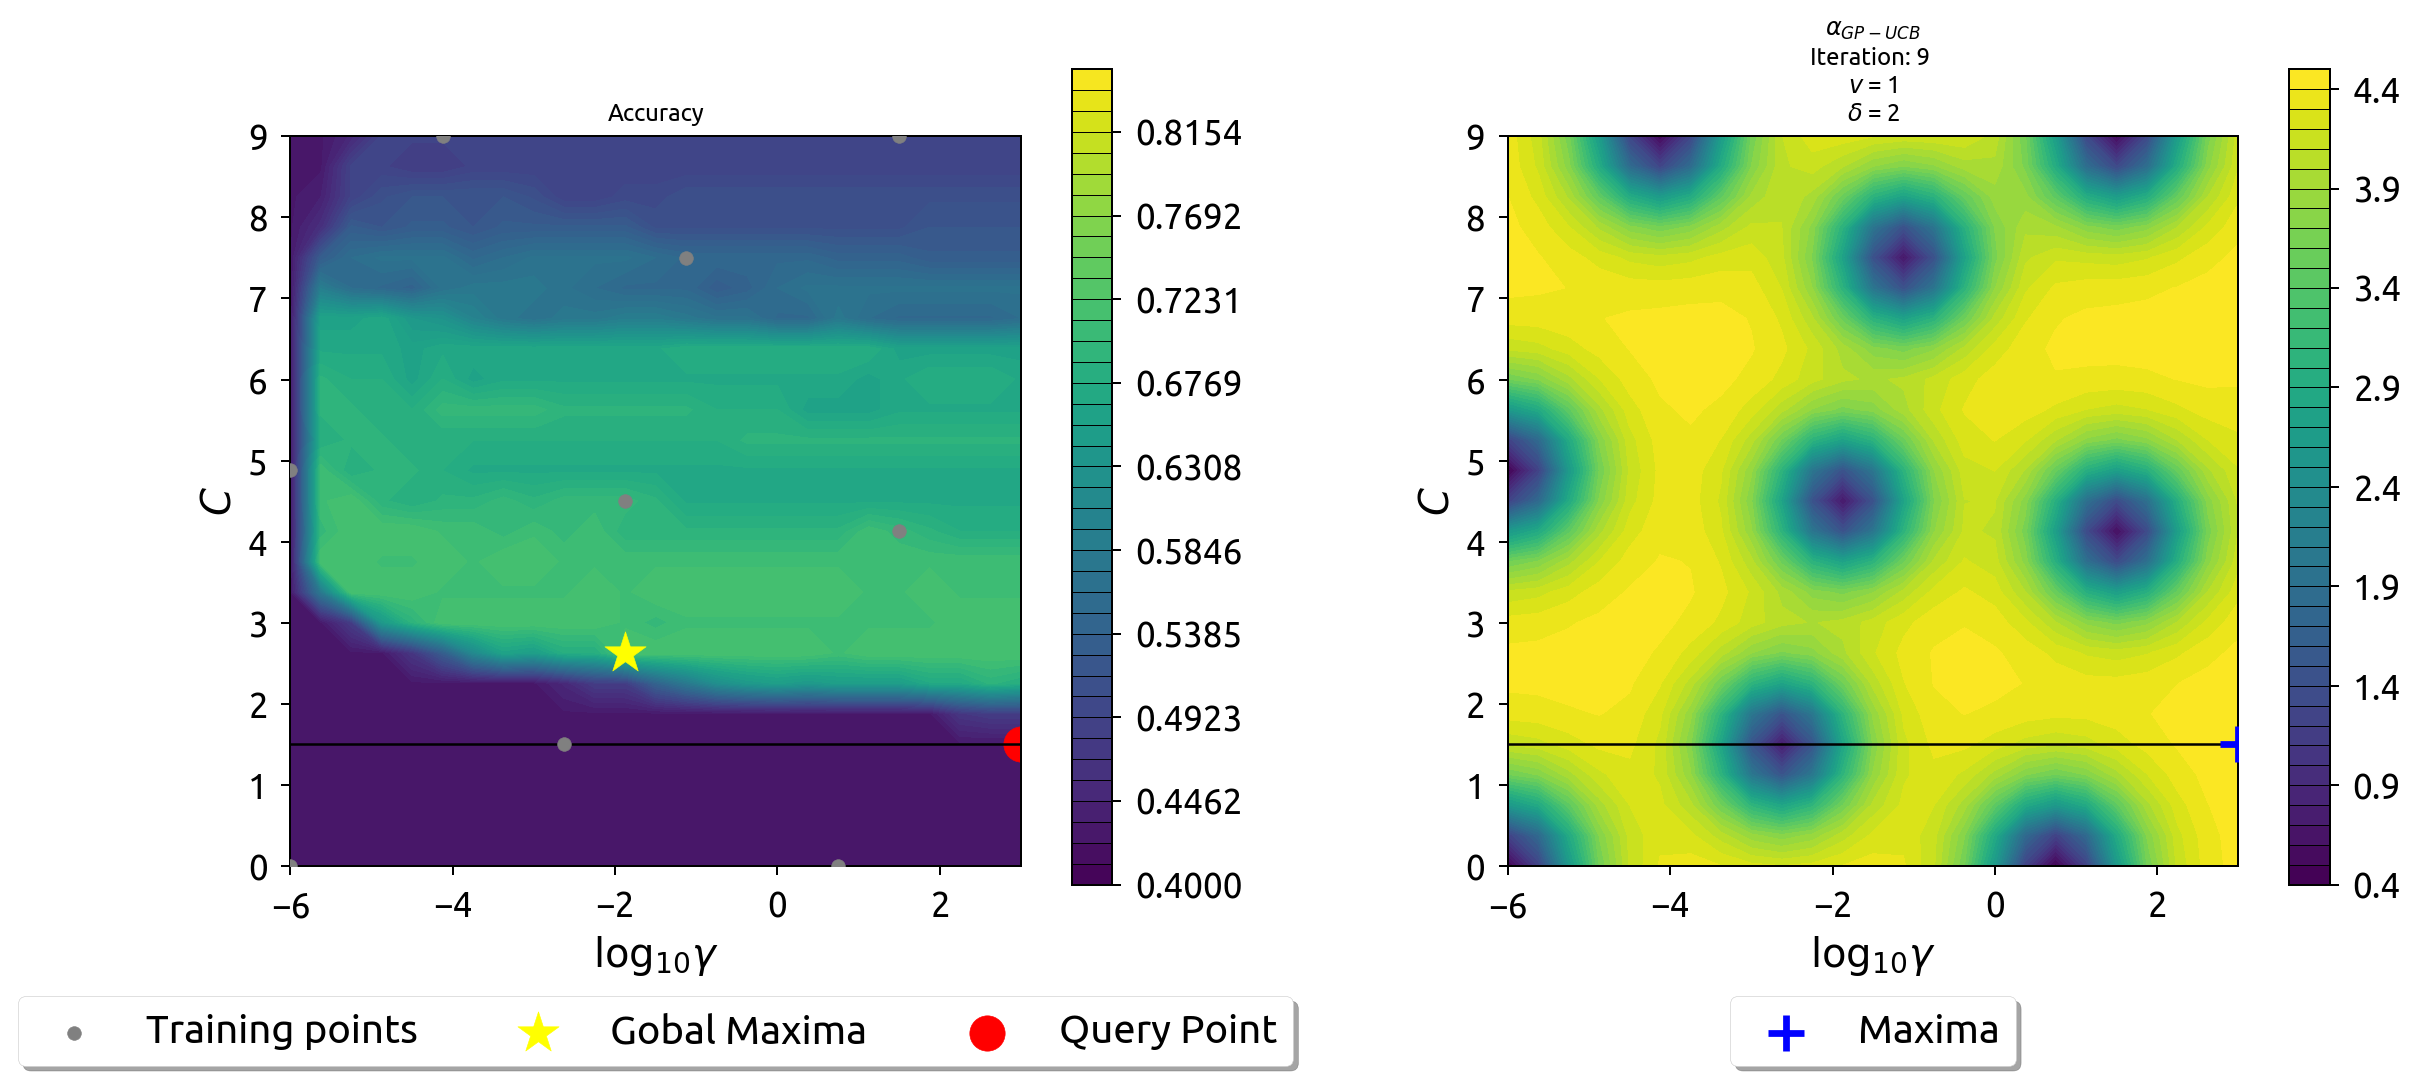 Accuracy
9
8
7
6
5
4
3
2
1
0
C
−6 −4 −2 0 2
log₁₀γ
0.8154
0.7692
0.7231
0.6769
0.6308
0.5846
0.5385
0.4923
0.4462
0.4000
Training points
Gobal Maxima
Query Point
α_{GP−UCB}
Iteration: 9
ν = 1
δ = 2
9
8
7
6
5
4
3
2
1
0
C
−6 −4 −2 0 2
log₁₀γ
4.4
3.9
3.4
2.9
2.4
1.9
1.4
0.9
0.4
Maxima